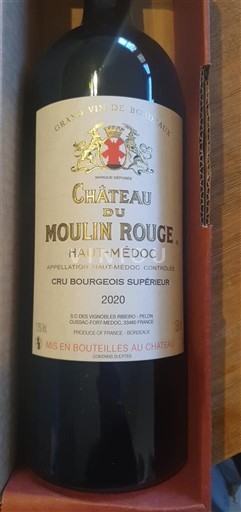 GRAND VIN DE BORDEAUX
MARQUE DÉPOSÉE
CHÂTEAU
DU
MOULIN ROUGE
HAUT-MÉDOC
APPELLATION HAUT-MÉDOC CONTRÔLÉE
CRU BOURGEOIS SUPÉRIEUR
2020
S.C DES VIGNOBLES RIBEIRO - PELON
CUSSAC-FORT-MEDOC, 33460 FRANCE
PRODUCE OF FRANCE - BORDEAUX
MIS EN BOUTEILLES AU CHÂTEAU